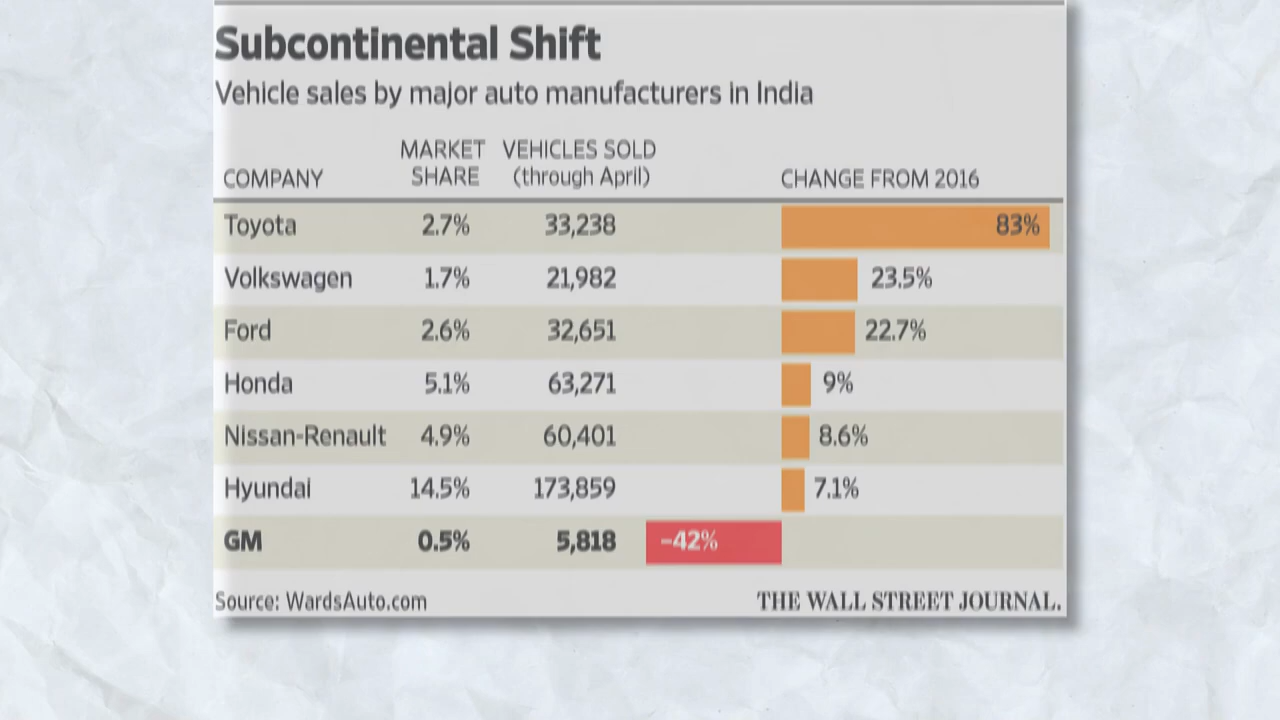 Subcontinental Shift
Vehicle sales by major auto manufacturers in India
COMPANY MARKET SHARE VEHICLES SOLD (through April) CHANGE FROM 2016
Toyota 2.7% 33,238 83%
Volkswagen 1.7% 21,982 23.5%
Ford 2.6% 32,651 22.7%
Honda 5.1% 63,271 9%
Nissan-Renault 4.9% 60,401 8.6%
Hyundai 14.5% 173,859 7.1%
GM 0.5% 5,818 –42%
Source: WardsAuto.com THE WALL STREET JOURNAL.